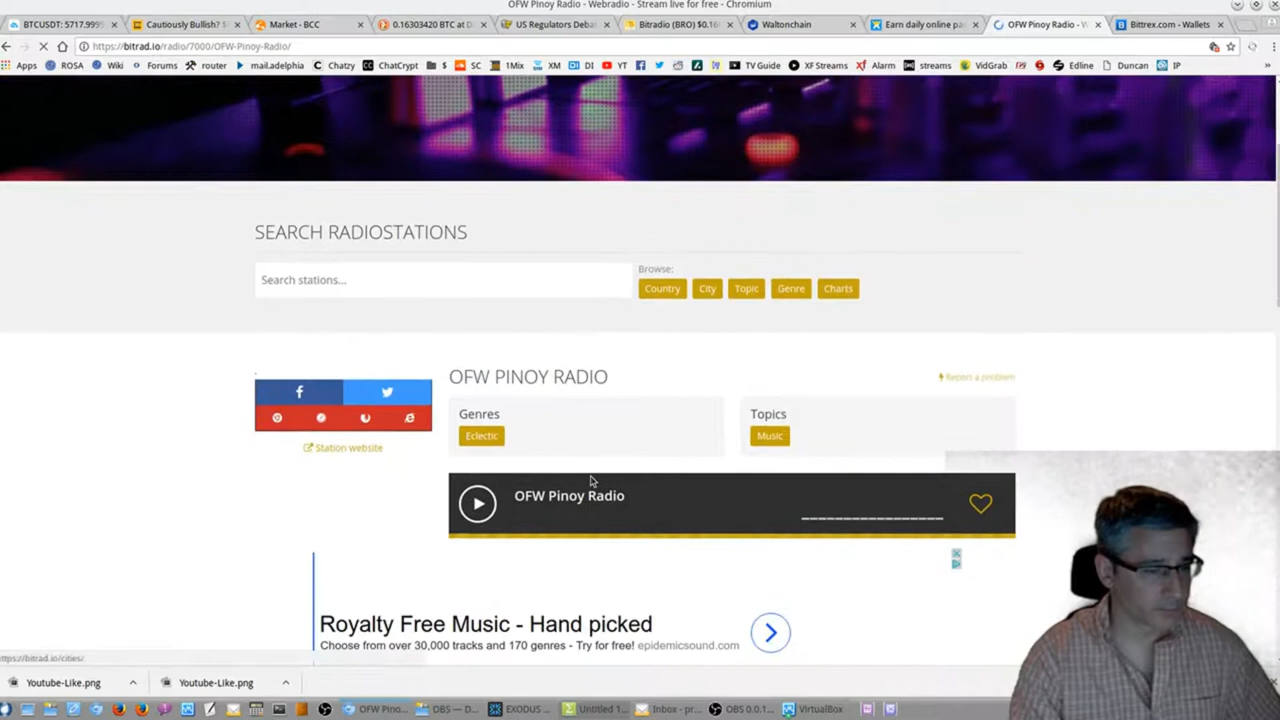 OFW Pinoy Radio - Webradio - Stream live for free - Chromium
BTCUSDT: 5717.9999
Cautiously Bullish?
Market - BCC
0.16303420 BTC at D
US Regulators Deba
Bitradio (BRO) $0.16
Waltonchain
Earn daily online pa
OFW Pinoy Radio - W
Bittrex.com - Wallets
https://bitrad.io/radio/7000/OFW-Pinoy-Radio/
Apps
ROSA
Wiki
Forums
router
mail.adelphia
Chatzy
ChatCrypt
$
SC
1Mix
XM
DI
YT
TV Guide
XF Streams
Alarm
streams
VidGrab
Edline
Duncan
IP
»
SEARCH RADIOSTATIONS
Search stations...
Browse:
Country City Topic Genre Charts
OFW PINOY RADIO
Report a problem
Genres
Eclectic
Topics
Music
Station website
OFW Pinoy Radio
Royalty Free Music - Hand picked
Choose from over 30,000 tracks and 170 genres - Try for free! epidemicsound.com
https://bitrad.io/cities/
Youtube-Like.png
Youtube-Like.png
OFW Pino...
OBS — D...
EXODUS ...
Untitled 1...
Inbox - pr...
OBS 0.0.1...
VirtualBox